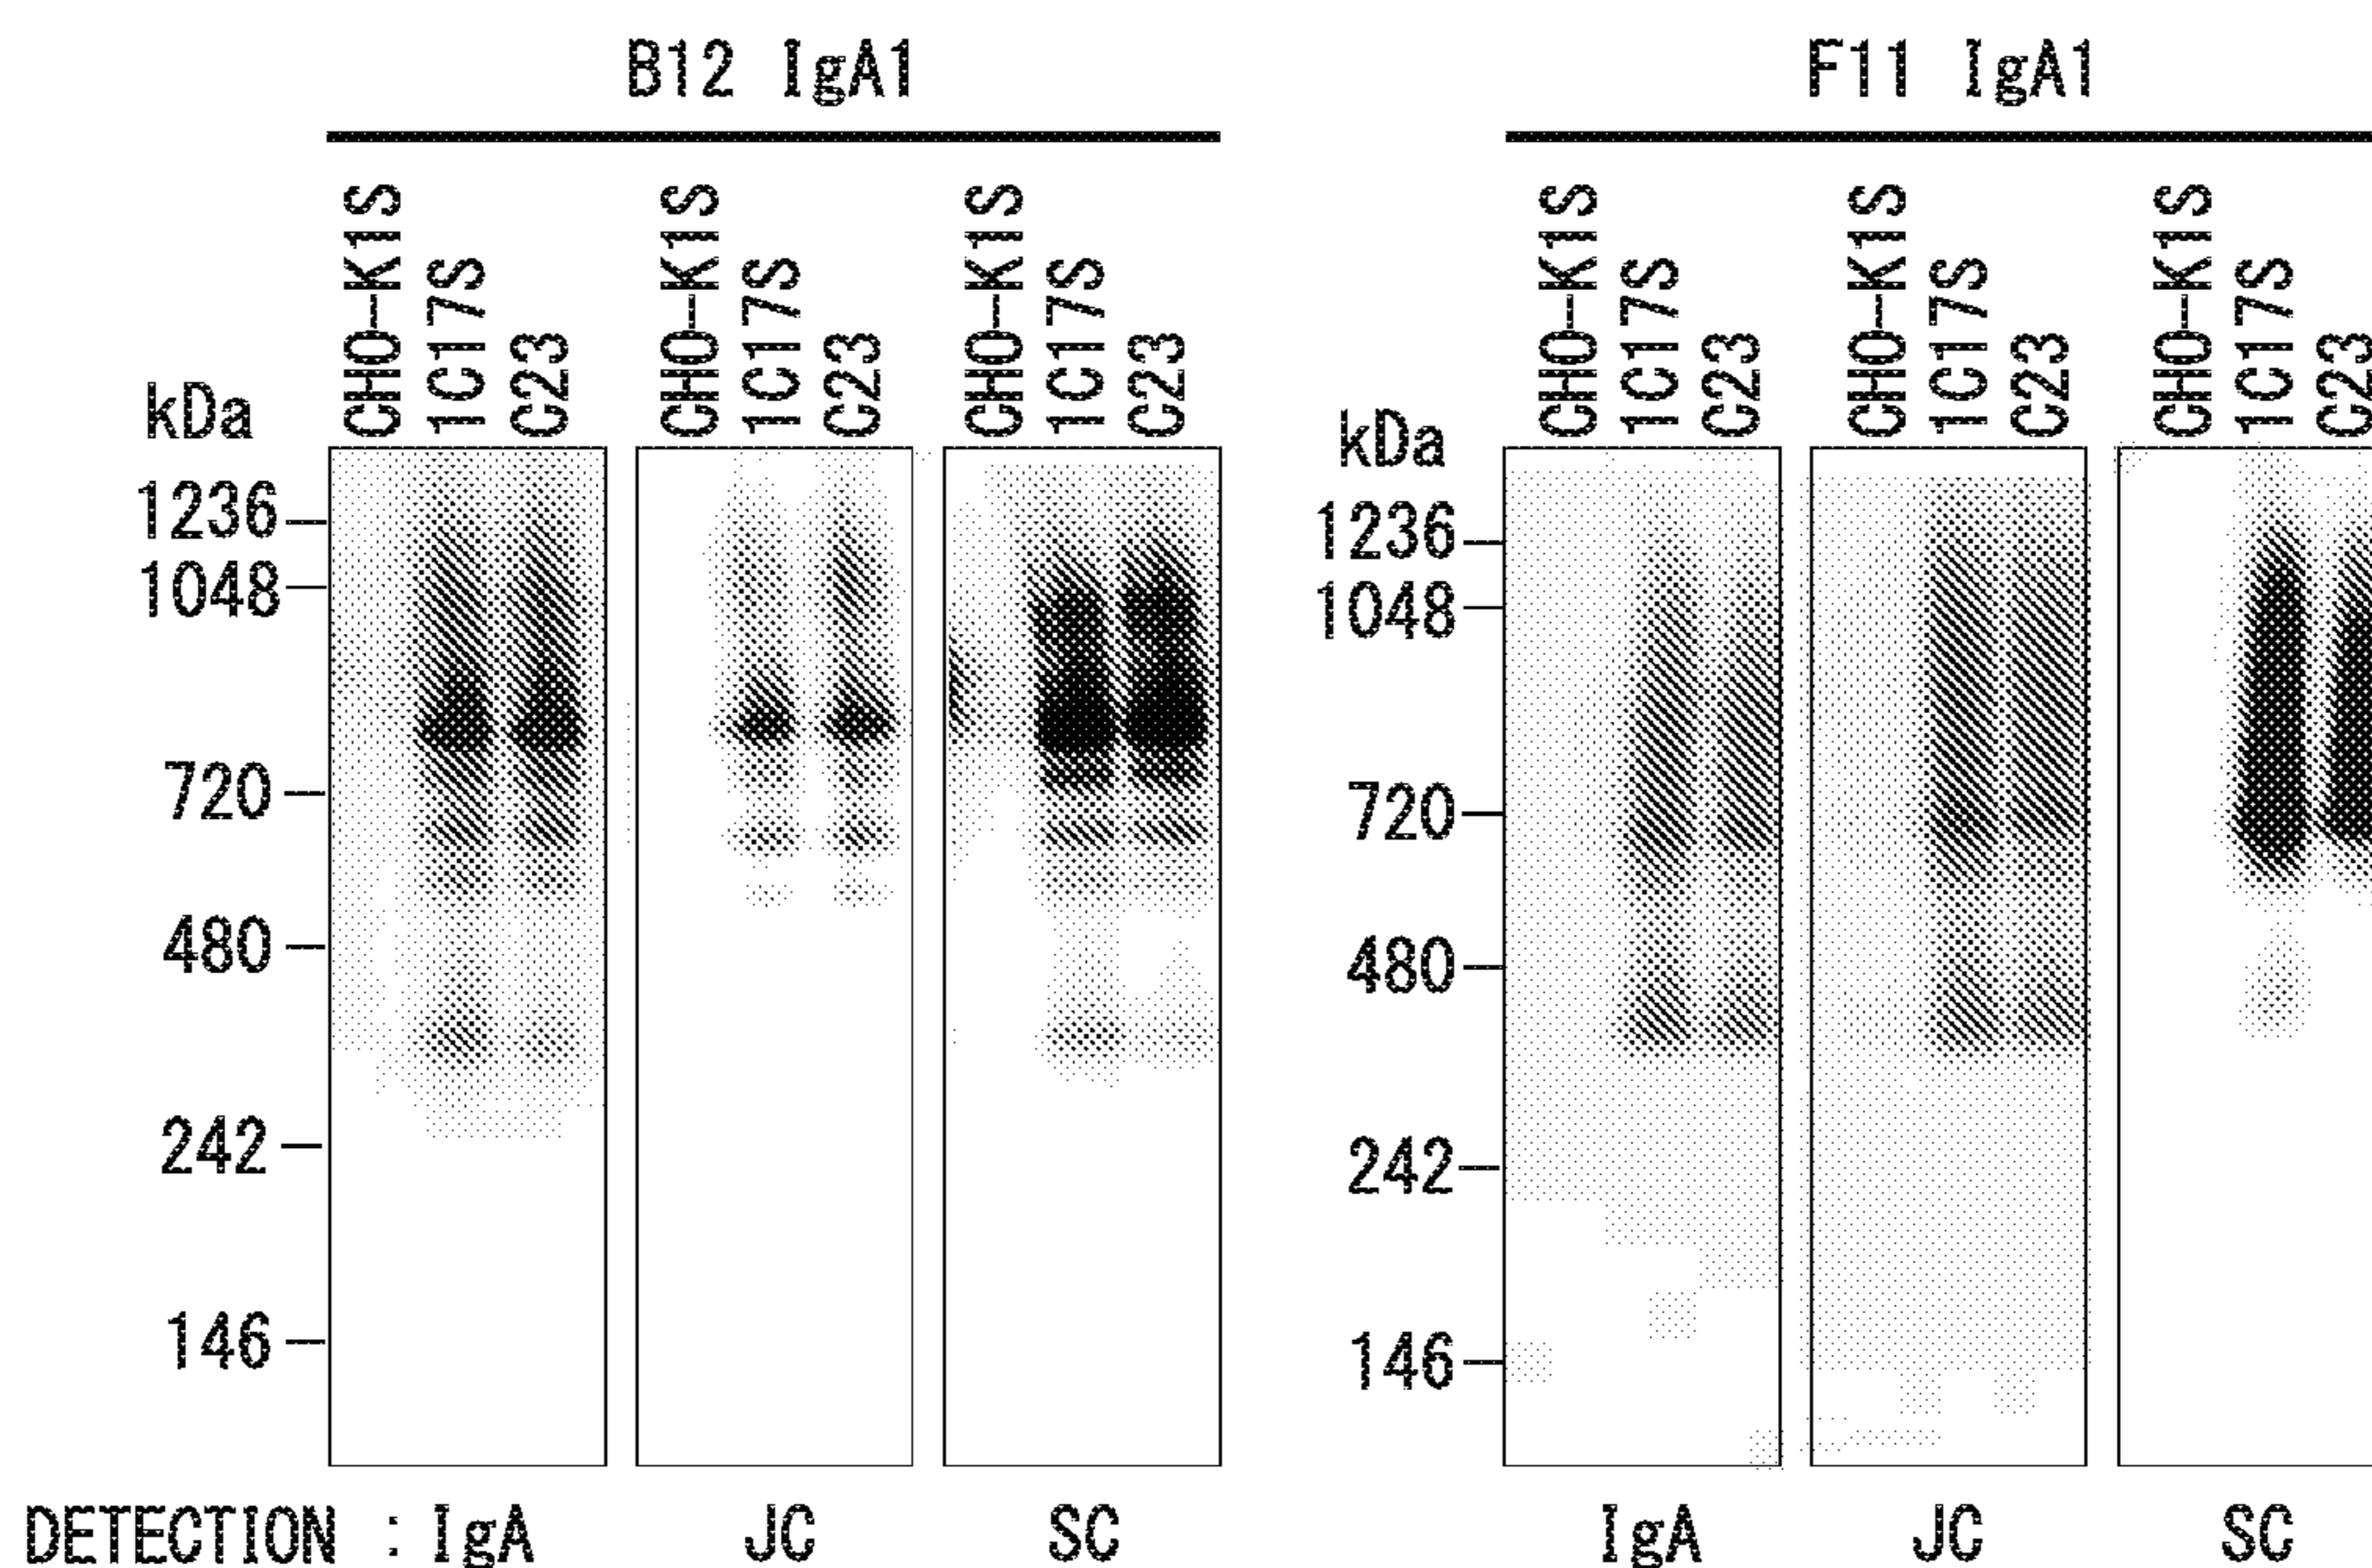 B12 IgA1
F11 IgA1
CHO-K1S
1C17S
C23
CHO-K1S
1C17S
C23
CHO-K1S
1C17S
C23
CHO-K1S
1C17S
C23
CHO-K1S
1C17S
C23
CHO-K1S
1C17S
C23
kDa
1236
1048
720
480
242
146
kDa
1236
1048
720
480
242
146
DETECTION : IgA JC SC IgA JC SC